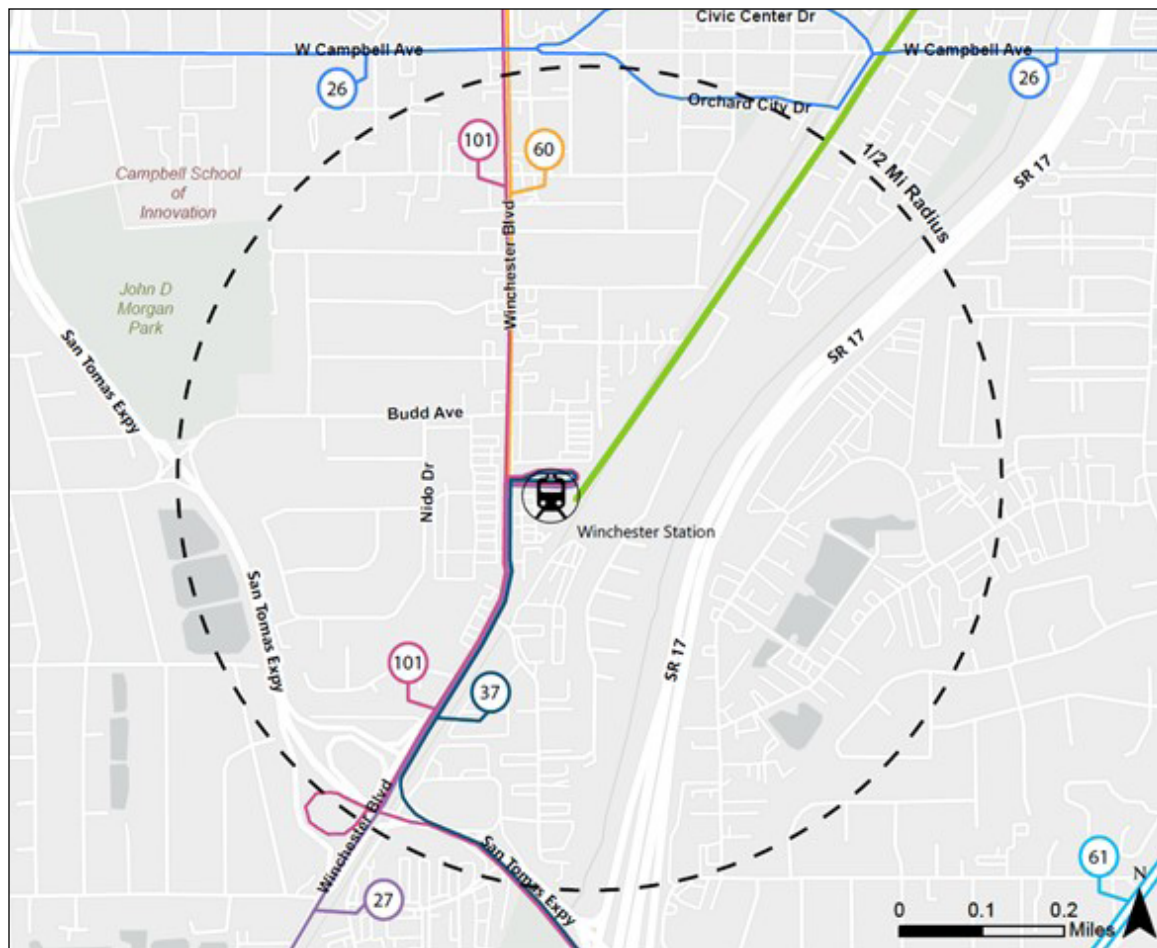 Civic Center Dr
W Campbell Ave
W Campbell Ave
26
26
Orchard City Dr
101
60
1/2 Mi Radius
SR 17
Campbell School
of
Innovation
Winchester Blvd
John D
Morgan
Park
San Tomas Expy
SR 17
Budd Ave
Nido Dr
Winchester Station
San Tomas Expy
SR 17
101
37
Winchester Blvd
San Tomas Expy
27
61
N
0 0.1 0.2
Miles